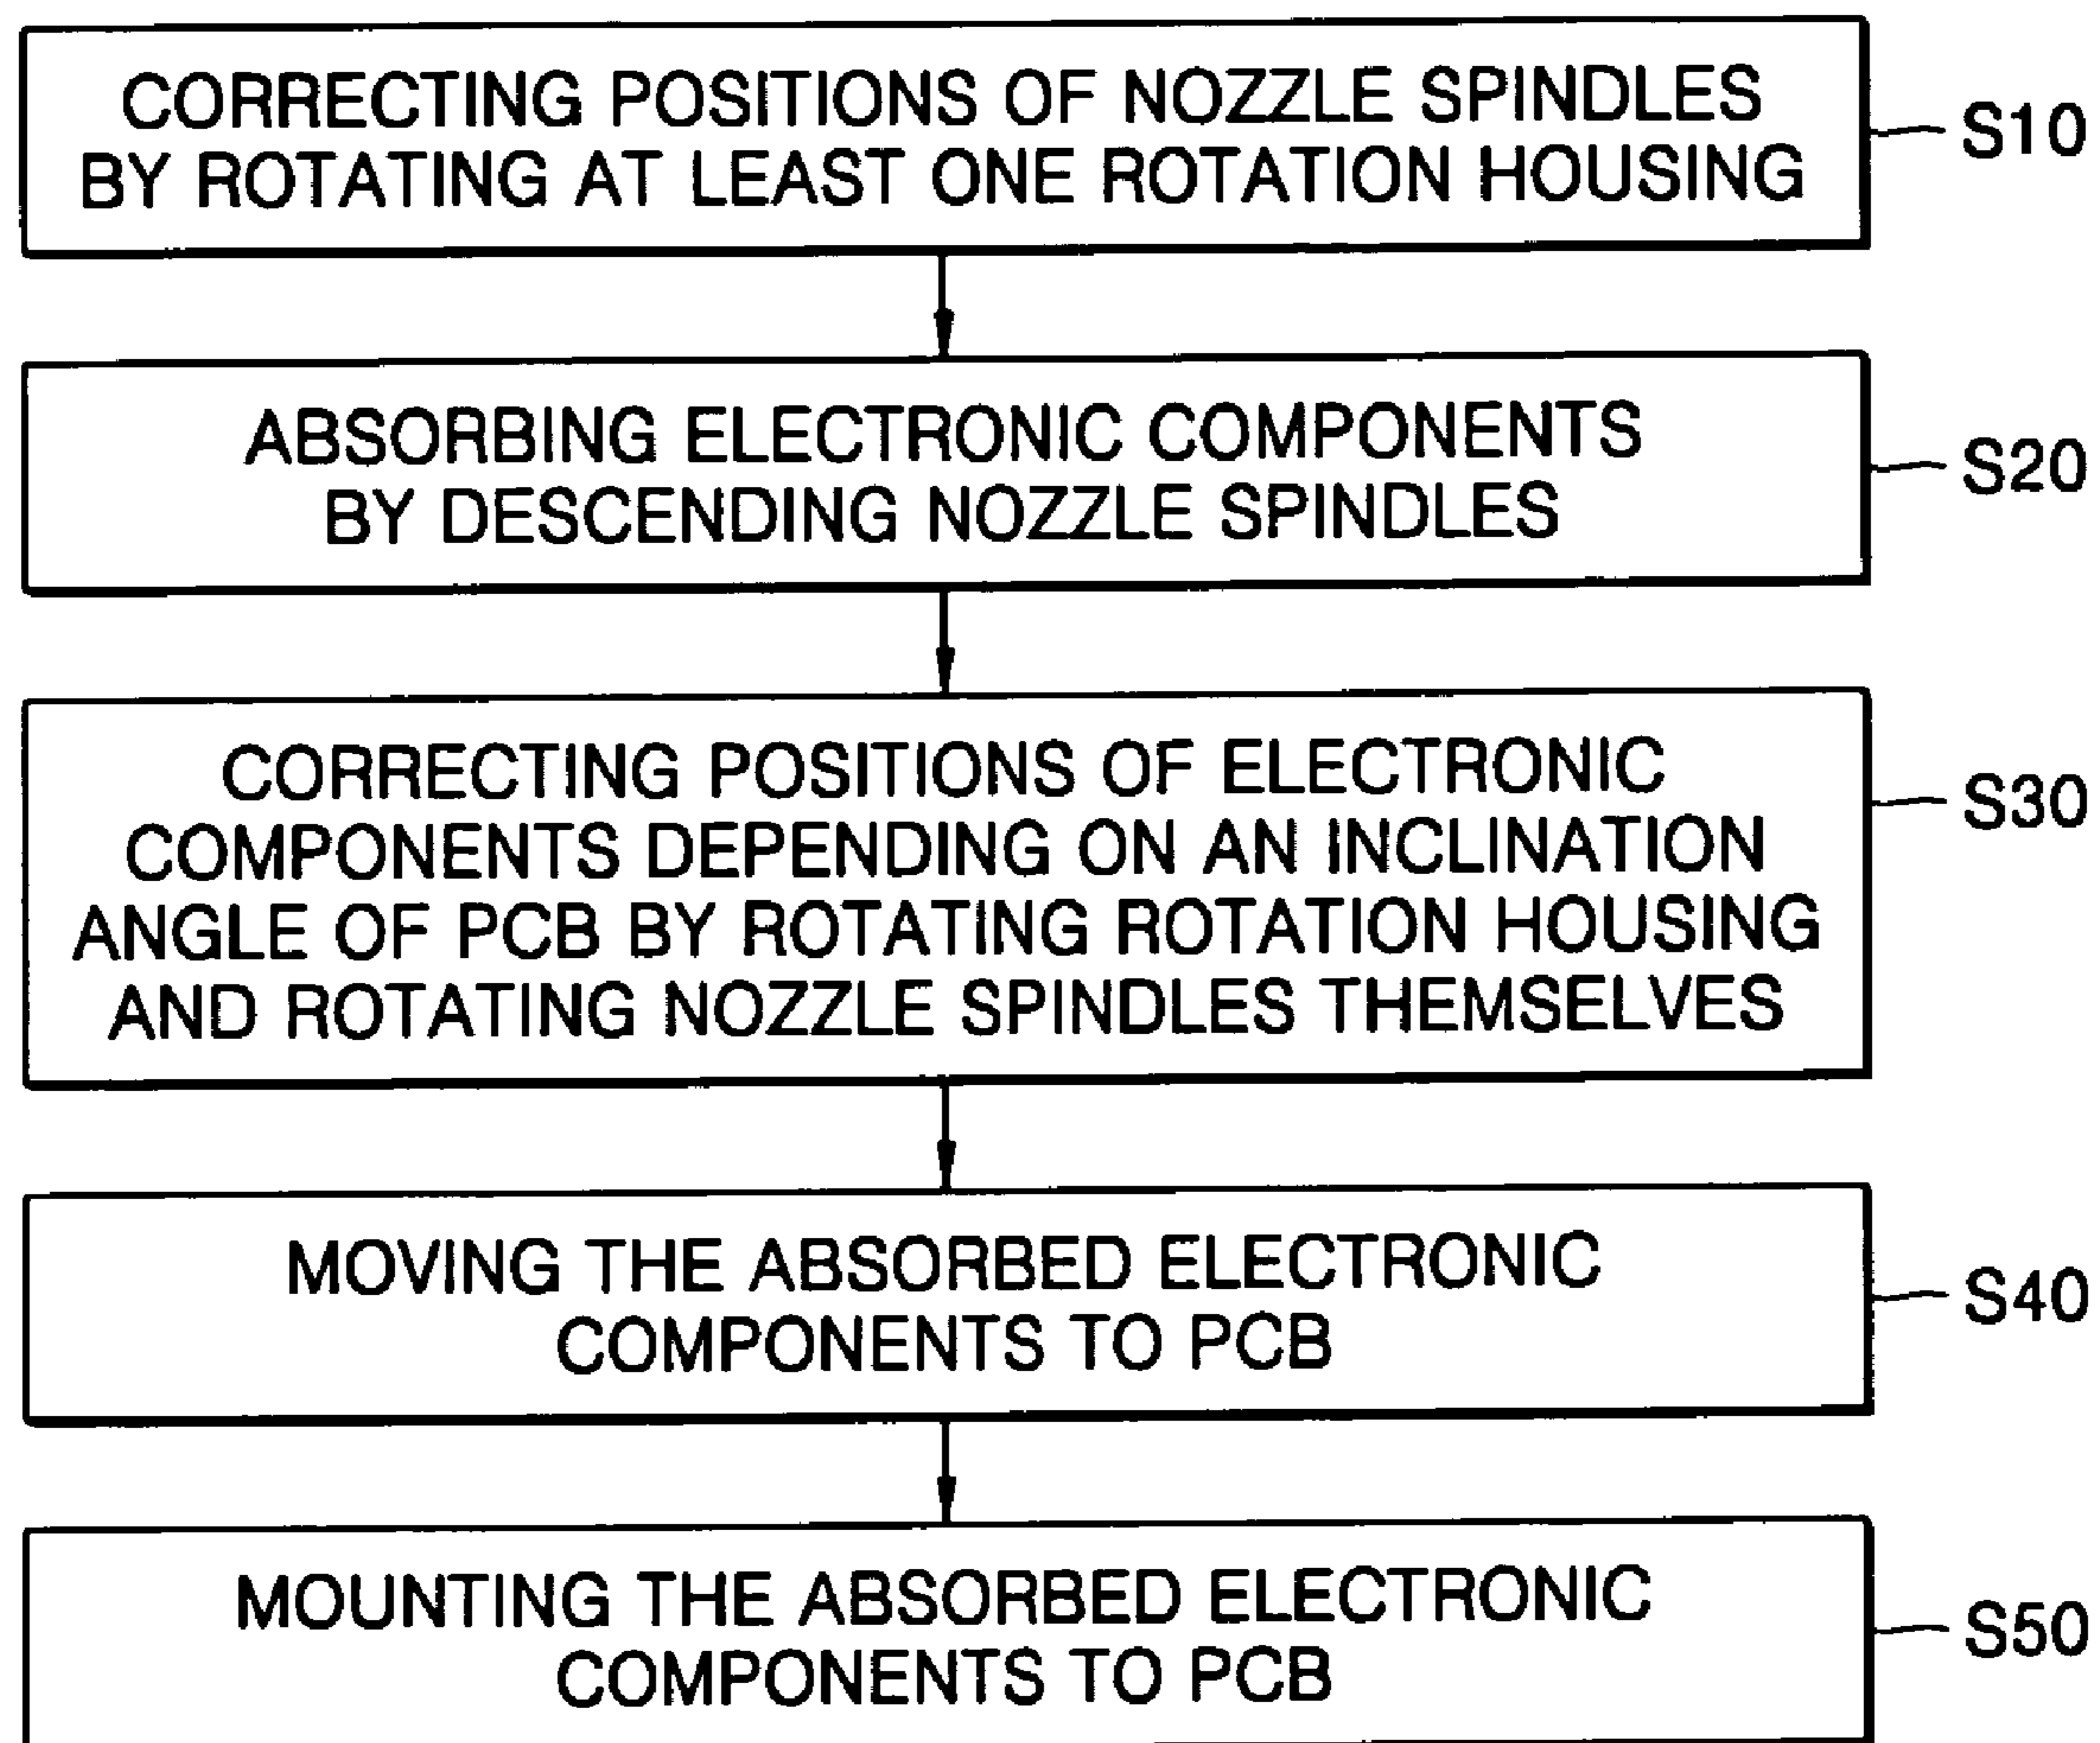 CORRECTING POSITIONS OF NOZZLE SPINDLES
BY ROTATING AT LEAST ONE ROTATION HOUSING
S10
ABSORBING ELECTRONIC COMPONENTS
BY DESCENDING NOZZLE SPINDLES
S20
CORRECTING POSITIONS OF ELECTRONIC
COMPONENTS DEPENDING ON AN INCLINATION
ANGLE OF PCB BY ROTATING ROTATION HOUSING
AND ROTATING NOZZLE SPINDLES THEMSELVES
S30
MOVING THE ABSORBED ELECTRONIC
COMPONENTS TO PCB
S40
MOUNTING THE ABSORBED ELECTRONIC
COMPONENTS TO PCB
S50